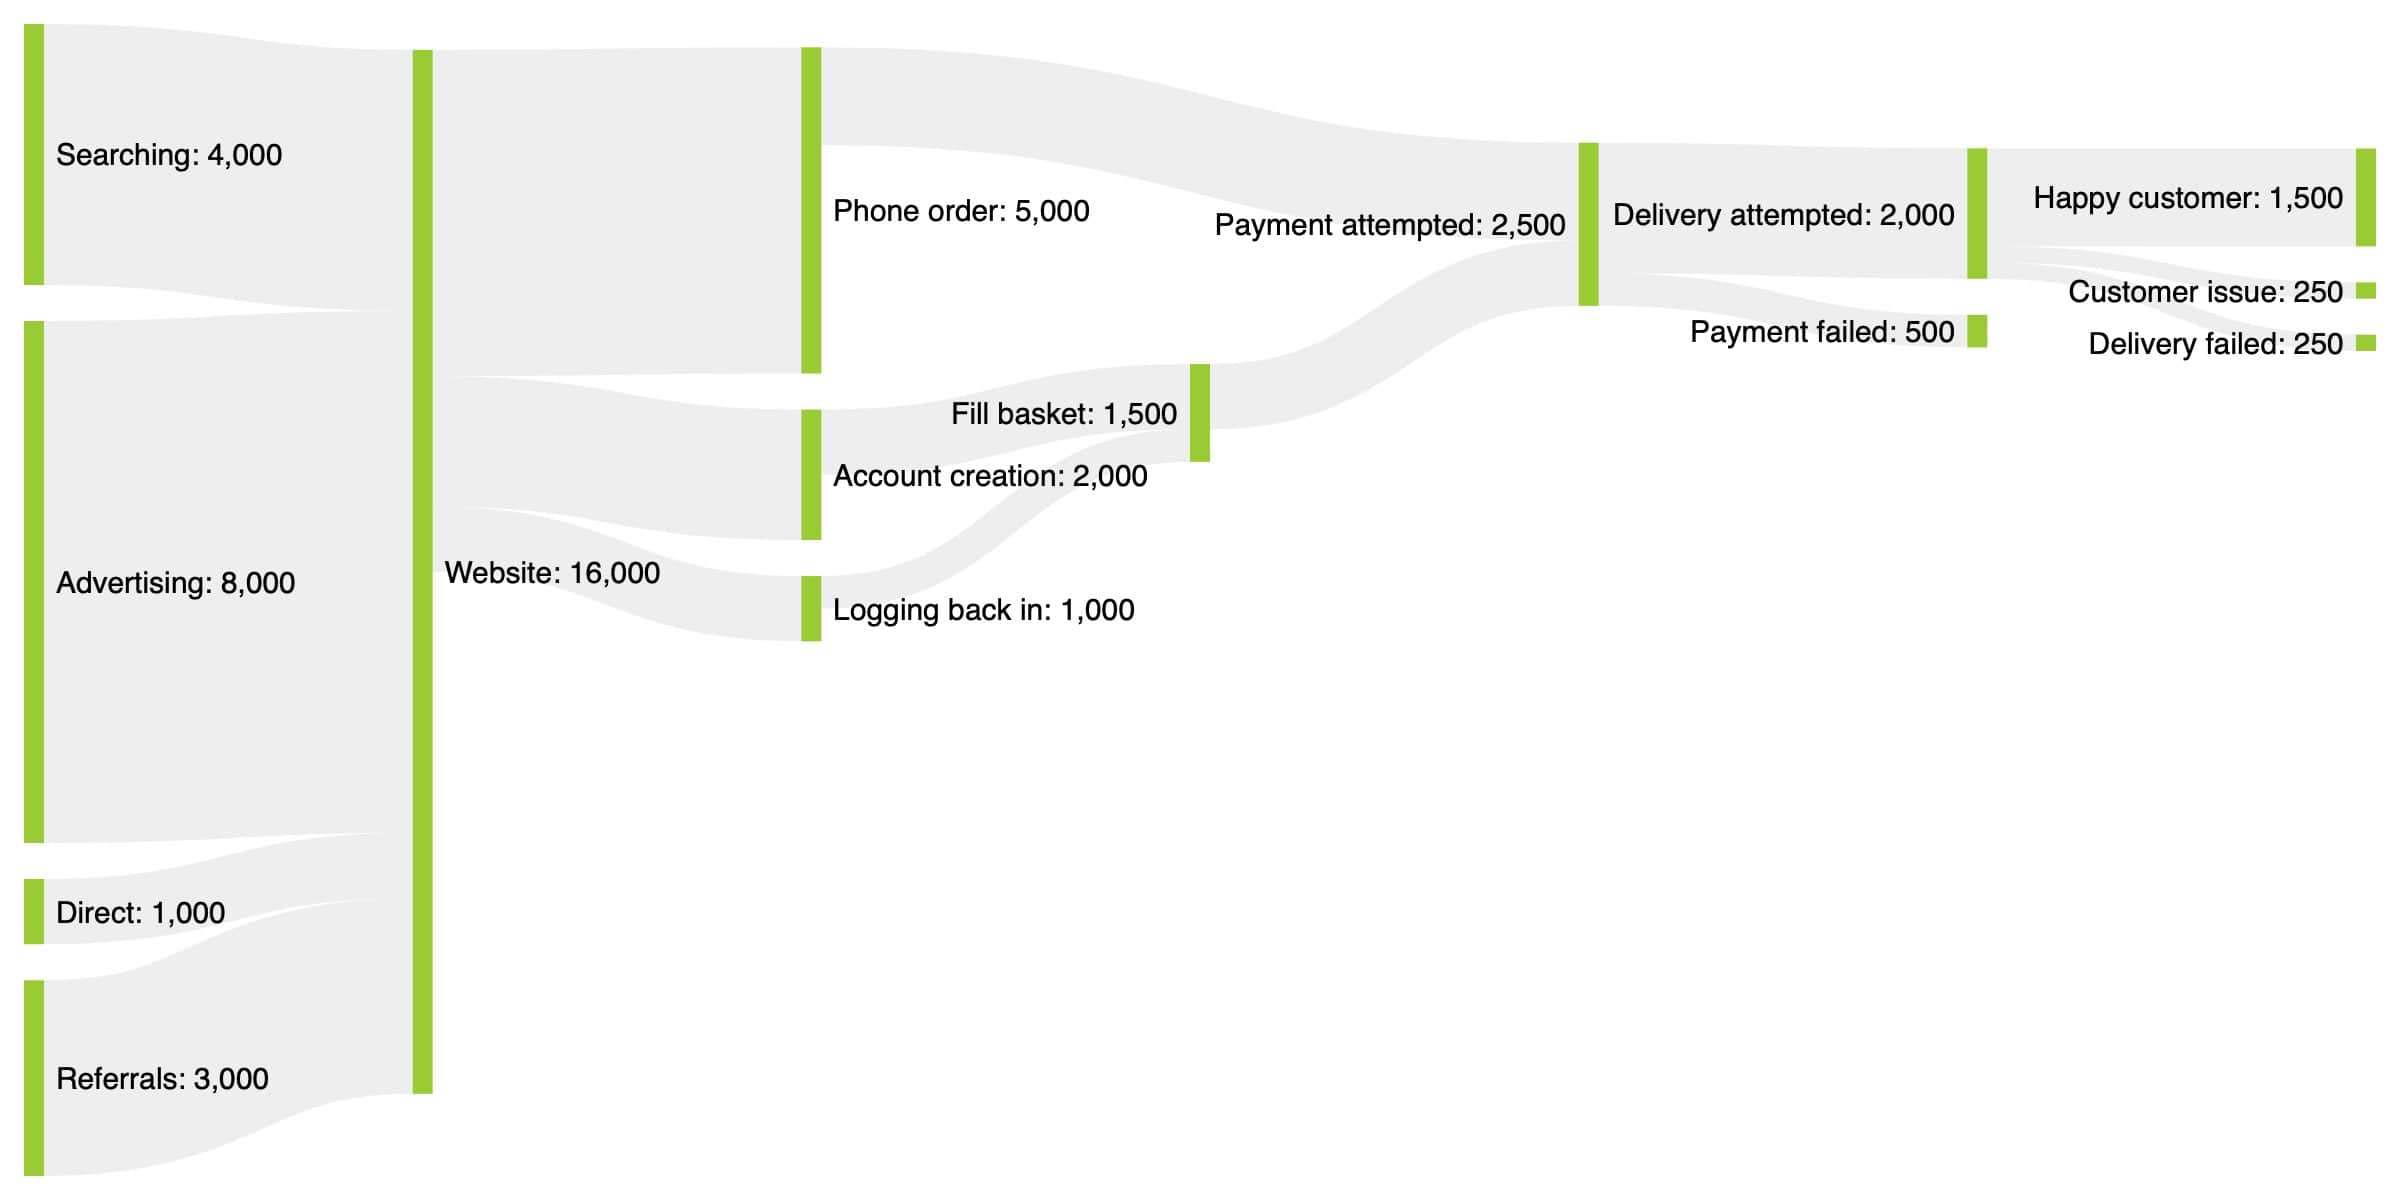 Searching: 4,000
Advertising: 8,000
Direct: 1,000
Referrals: 3,000
Website: 16,000
Phone order: 5,000
Account creation: 2,000
Logging back in: 1,000
Fill basket: 1,500
Payment attempted: 2,500
Delivery attempted: 2,000
Payment failed: 500
Happy customer: 1,500
Customer issue: 250
Delivery failed: 250